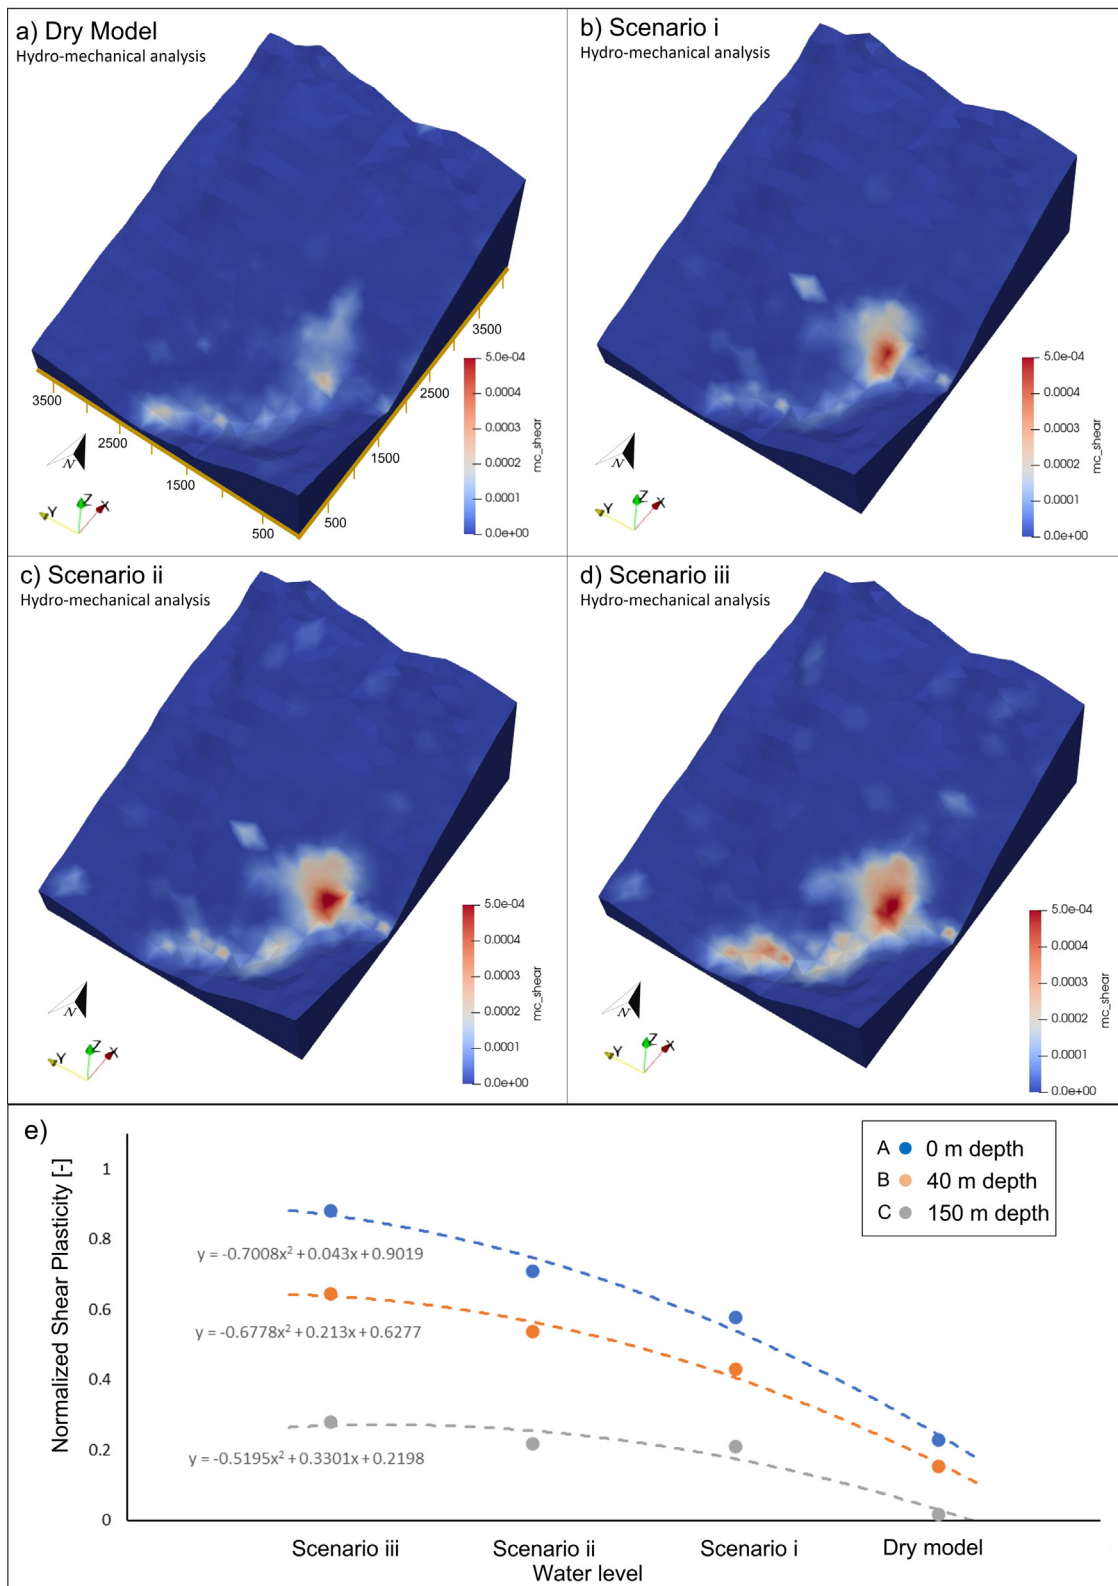 a) Dry Model
Hydro-mechanical analysis
3500
2500
1500
500
500
1500
2500
3500
5.0e-04
0.0004
0.0003
0.0002
0.0001
0.0e+00
mc_shear
N
Z
Y
X
b) Scenario i
Hydro-mechanical analysis
5.0e-04
0.0004
0.0003
0.0002
0.0001
0.0e+00
mc_shear
N
Z
Y
X
c) Scenario ii
Hydro-mechanical analysis
5.0e-04
0.0004
0.0003
0.0002
0.0001
0.0e+00
mc_shear
N
Z
Y
X
d) Scenario iii
Hydro-mechanical analysis
5.0e-04
0.0004
0.0003
0.0002
0.0001
0.0e+00
mc_shear
N
Z
Y
X
e)
Normalized Shear Plasticity [-]
1
0.8
0.6
0.4
0.2
0
A 0 m depth
B 40 m depth
C 150 m depth
y = -0.7008x² + 0.043x + 0.9019
y = -0.6778x² + 0.213x + 0.6277
y = -0.5195x² + 0.3301x + 0.2198
Scenario iii
Scenario ii
Scenario i
Dry model
Water level